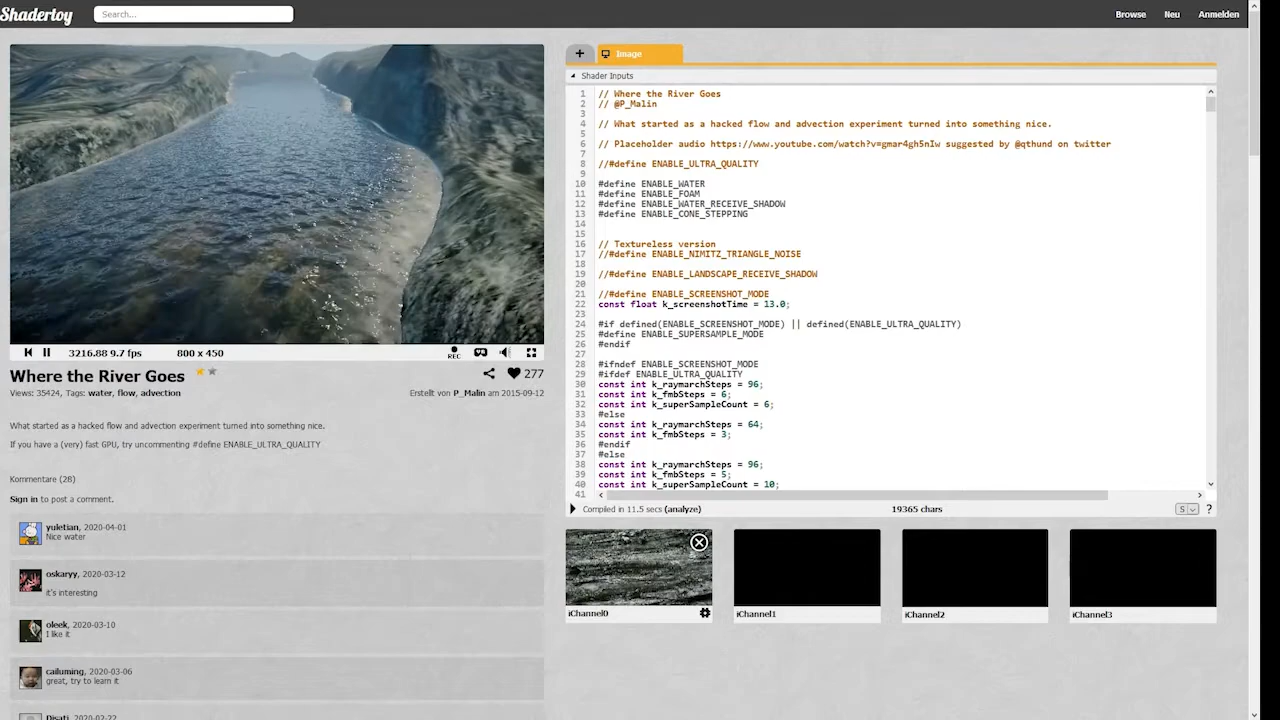 Shadertoy
Search...
Browse
Neu
Anmelden
+
Image
Shader Inputs
1 // Where the River Goes
2 // @P_Malin
3
4 // What started as a hacked flow and advection experiment turned into something nice.
5
6 // Placeholder audio https://www.youtube.com/watch?v=gmar4gh5nIw suggested by @qthund on twitter
7
8 //#define ENABLE_ULTRA_QUALITY
9
10 #define ENABLE_WATER
11 #define ENABLE_FOAM
12 #define ENABLE_WATER_RECEIVE_SHADOW
13 #define ENABLE_CONE_STEPPING
14
15
16 // Textureless version
17 //#define ENABLE_NIMITZ_TRIANGLE_NOISE
18
19 //#define ENABLE_LANDSCAPE_RECEIVE_SHADOW
20
21 //#define ENABLE_SCREENSHOT_MODE
22 const float k_screenshotTime = 13.0;
23
24 #if defined(ENABLE_SCREENSHOT_MODE) || defined(ENABLE_ULTRA_QUALITY)
25 #define ENABLE_SUPERSAMPLE_MODE
26 #endif
27
28 #ifndef ENABLE_SCREENSHOT_MODE
29 #ifdef ENABLE_ULTRA_QUALITY
30 const int k_raymarchSteps = 96;
31 const int k_fmbSteps = 6;
32 const int k_superSampleCount = 6;
33 #else
34 const int k_raymarchSteps = 64;
35 const int k_fmbSteps = 3;
36 #endif
37 #else
38 const int k_raymarchSteps = 96;
39 const int k_fmbSteps = 5;
40 const int k_superSampleCount = 10;
41
Compiled in 11.5 secs (analyze)
19365 chars
S
?
iChannel0
iChannel1
iChannel2
iChannel3
3216.88 9.7 fps
800 x 450
REC
Where the River Goes
277
Views: 35424, Tags: water, flow, advection
Erstellt von P_Malin am 2015-09-12
What started as a hacked flow and advection experiment turned into something nice.
If you have a (very) fast GPU, try uncommenting #define ENABLE_ULTRA_QUALITY
Kommentare (28)
Sign in to post a comment.
yuletian, 2020-04-01
Nice water
oskaryy, 2020-03-12
it's interesting
oleek, 2020-03-10
I like it
cailuming, 2020-03-06
great, try to learn it
Disati, 2020-02-22